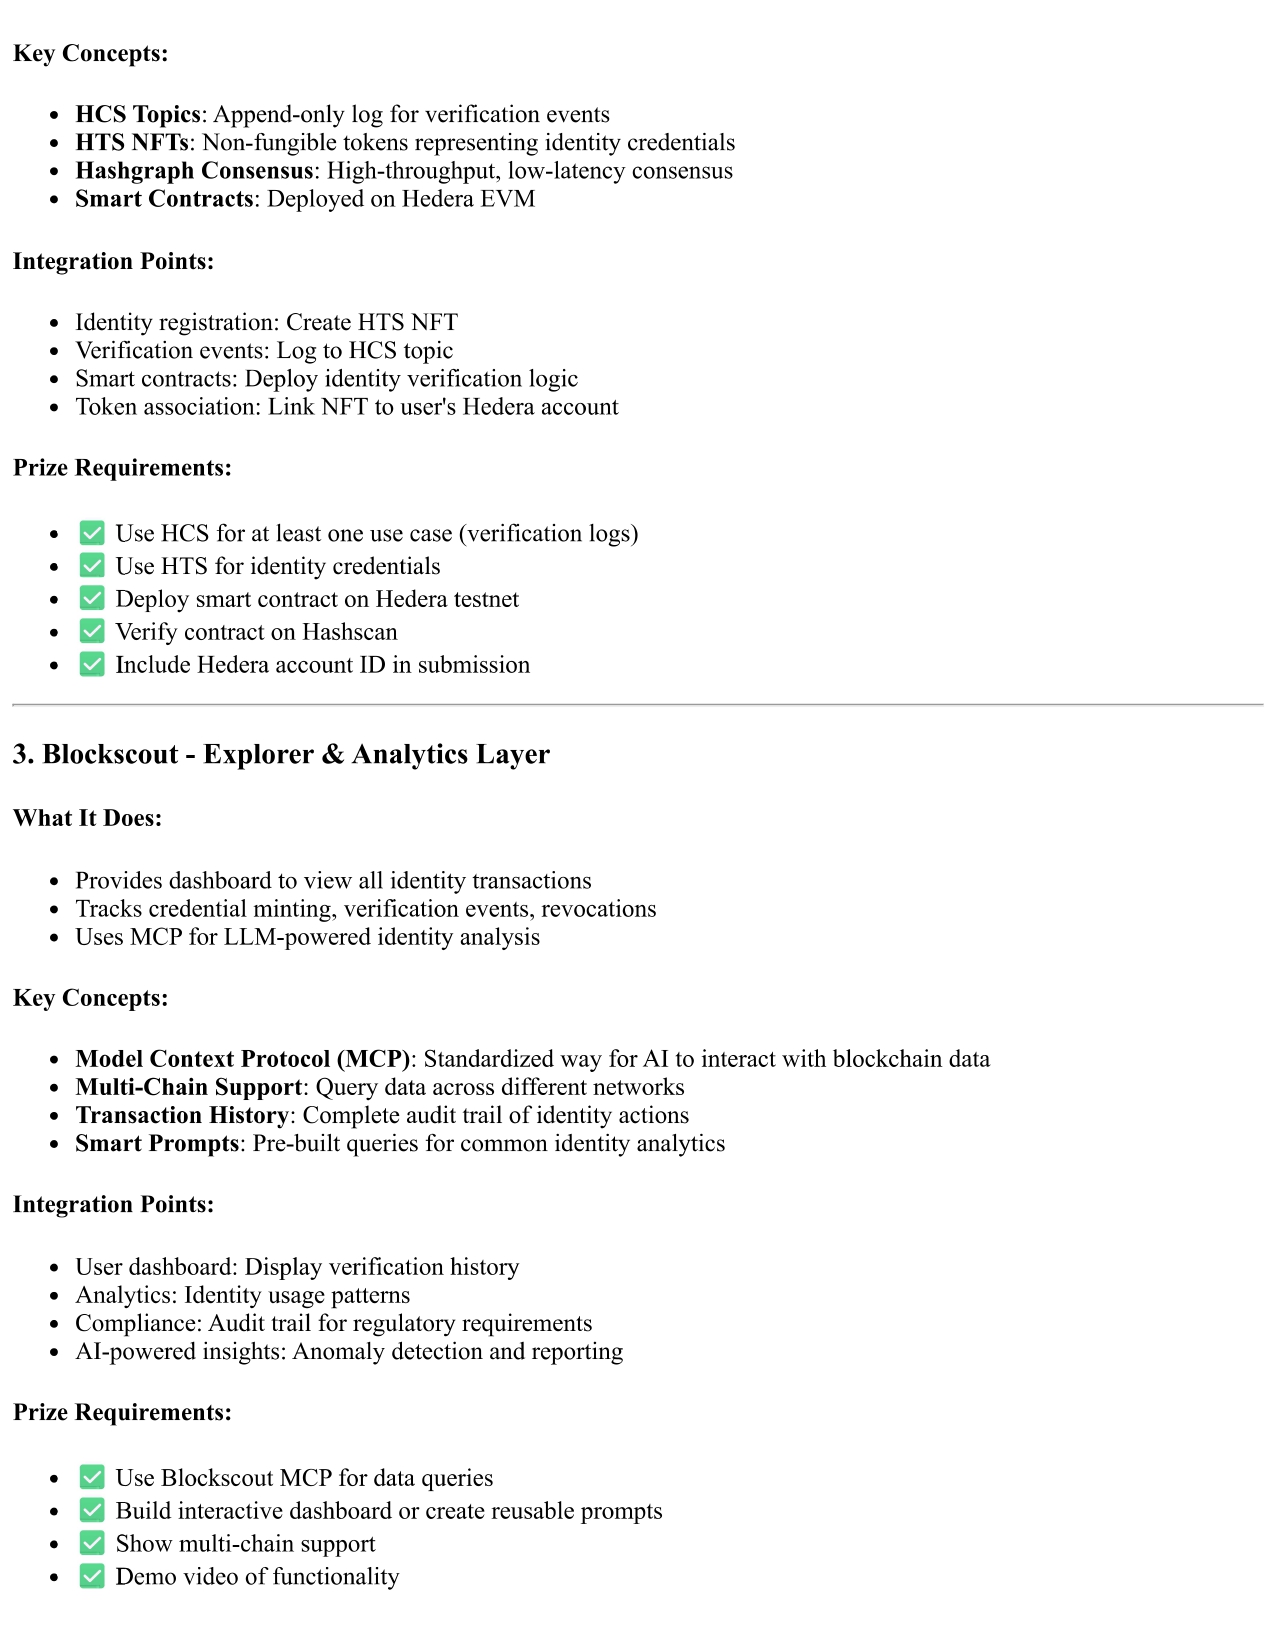 Key Concepts:
• HCS Topics: Append-only log for verification events
• HTS NFTs: Non-fungible tokens representing identity credentials
• Hashgraph Consensus: High-throughput, low-latency consensus
• Smart Contracts: Deployed on Hedera EVM
Integration Points:
• Identity registration: Create HTS NFT
• Verification events: Log to HCS topic
• Smart contracts: Deploy identity verification logic
• Token association: Link NFT to user's Hedera account
Prize Requirements:
• ✅ Use HCS for at least one use case (verification logs)
• ✅ Use HTS for identity credentials
• ✅ Deploy smart contract on Hedera testnet
• ✅ Verify contract on Hashscan
• ✅ Include Hedera account ID in submission
3. Blockscout - Explorer & Analytics Layer
What It Does:
• Provides dashboard to view all identity transactions
• Tracks credential minting, verification events, revocations
• Uses MCP for LLM-powered identity analysis
Key Concepts:
• Model Context Protocol (MCP): Standardized way for AI to interact with blockchain data
• Multi-Chain Support: Query data across different networks
• Transaction History: Complete audit trail of identity actions
• Smart Prompts: Pre-built queries for common identity analytics
Integration Points:
• User dashboard: Display verification history
• Analytics: Identity usage patterns
• Compliance: Audit trail for regulatory requirements
• AI-powered insights: Anomaly detection and reporting
Prize Requirements:
• ✅ Use Blockscout MCP for data queries
• ✅ Build interactive dashboard or create reusable prompts
• ✅ Show multi-chain support
• ✅ Demo video of functionality